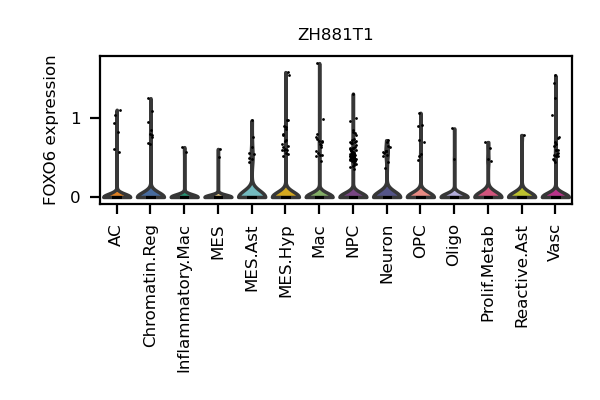 ZH881T1
FOXO6 expression
1
0
AC
Chromatin.Reg
Inflammatory.Mac
MES
MES.Ast
MES.Hyp
Mac
NPC
Neuron
OPC
Oligo
Prolif.Metab
Reactive.Ast
Vasc